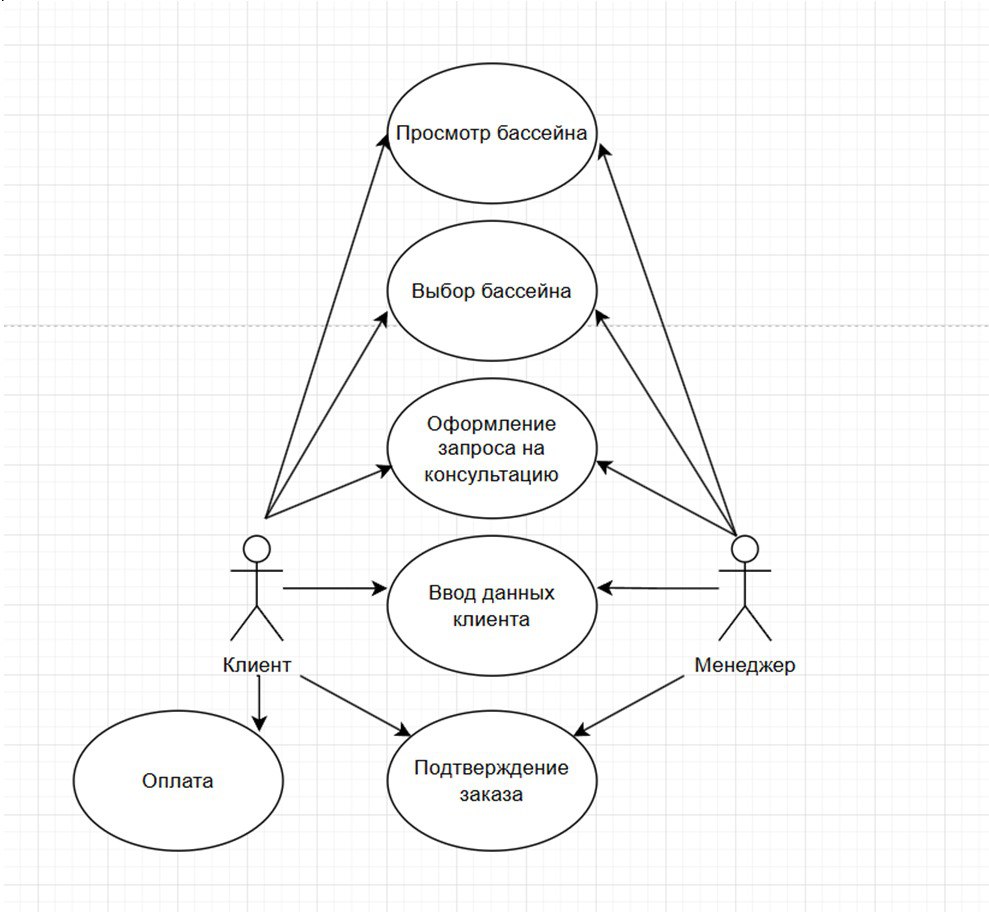 Просмотр бассейна
Выбор бассейна
Оформление
запроса на
консультацию
Ввод данных
клиента
Клиент
Менеджер
Оплата
Подтверждение
заказа